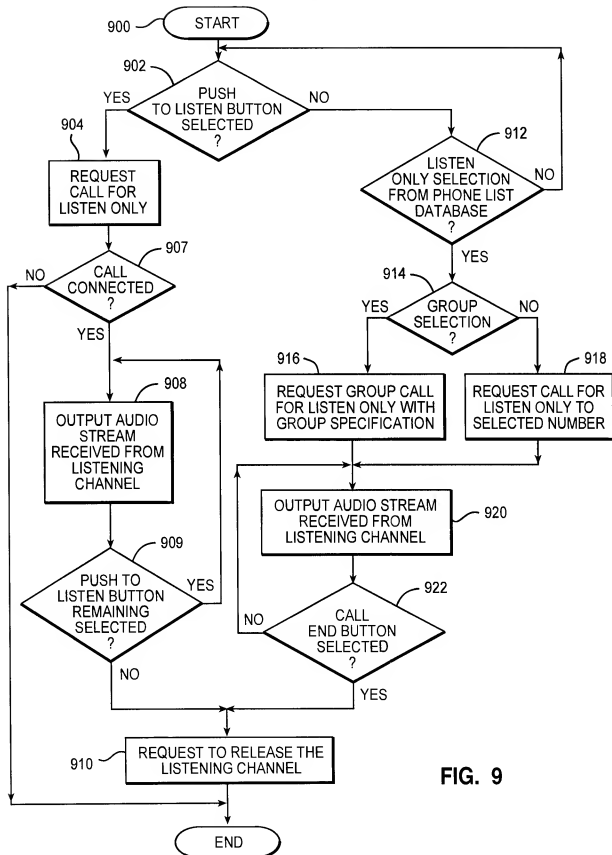 900
START
902
PUSH
TO LISTEN BUTTON
SELECTED
?
YES
NO
904
REQUEST
CALL FOR
LISTEN ONLY
912
LISTEN
ONLY SELECTION
FROM PHONE LIST
DATABASE
?
NO
YES
907
CALL
CONNECTED
?
NO
YES
914
GROUP
SELECTION
?
YES
NO
916
REQUEST GROUP CALL
FOR LISTEN ONLY WITH
GROUP SPECIFICATION
918
REQUEST CALL FOR
LISTEN ONLY TO
SELECTED NUMBER
908
OUTPUT AUDIO
STREAM
RECEIVED FROM
LISTENING
CHANNEL
920
OUTPUT AUDIO STREAM
RECEIVED FROM
LISTENING CHANNEL
909
PUSH TO
LISTEN BUTTON
REMAINING
SELECTED
?
YES
NO
922
CALL
END BUTTON
SELECTED
?
NO
YES
910
REQUEST TO RELEASE THE
LISTENING CHANNEL
END
FIG. 9